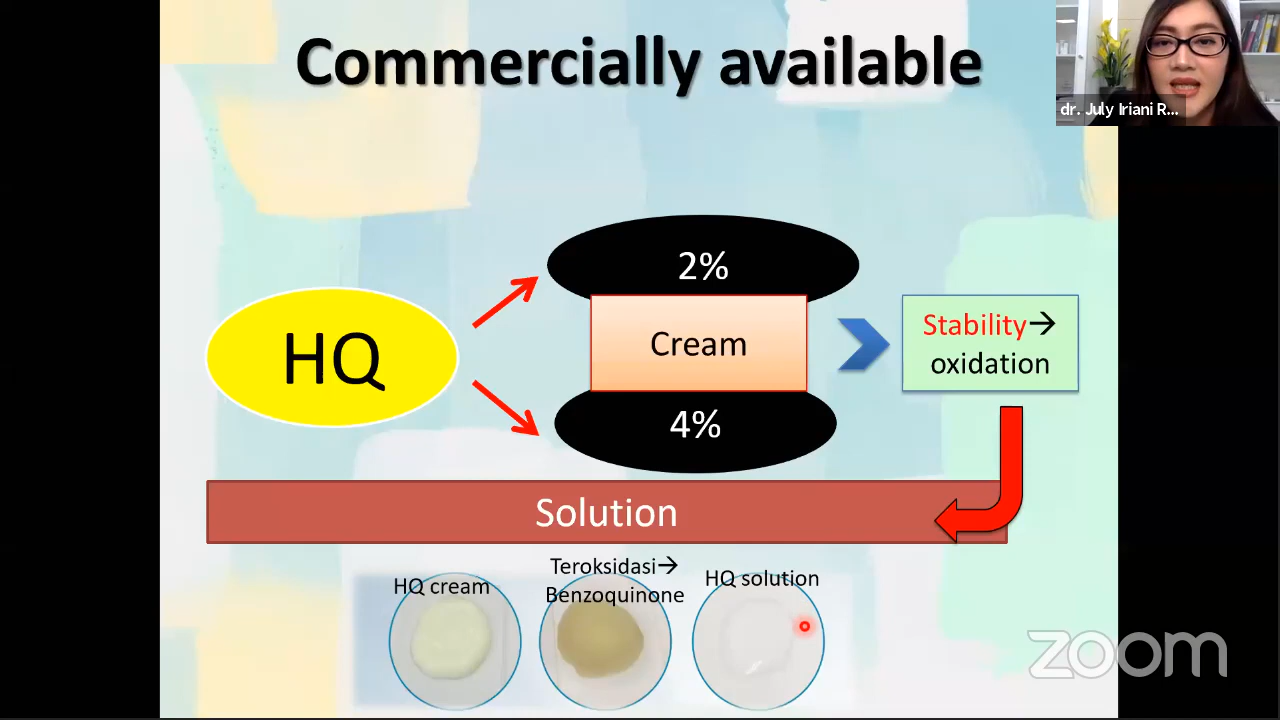 Commercially available
dr. July Iriani R...
2%
HQ
Cream
Stability→
oxidation
4%
Solution
HQ cream
Teroksidasi→
Benzoquinone
HQ solution
zoom